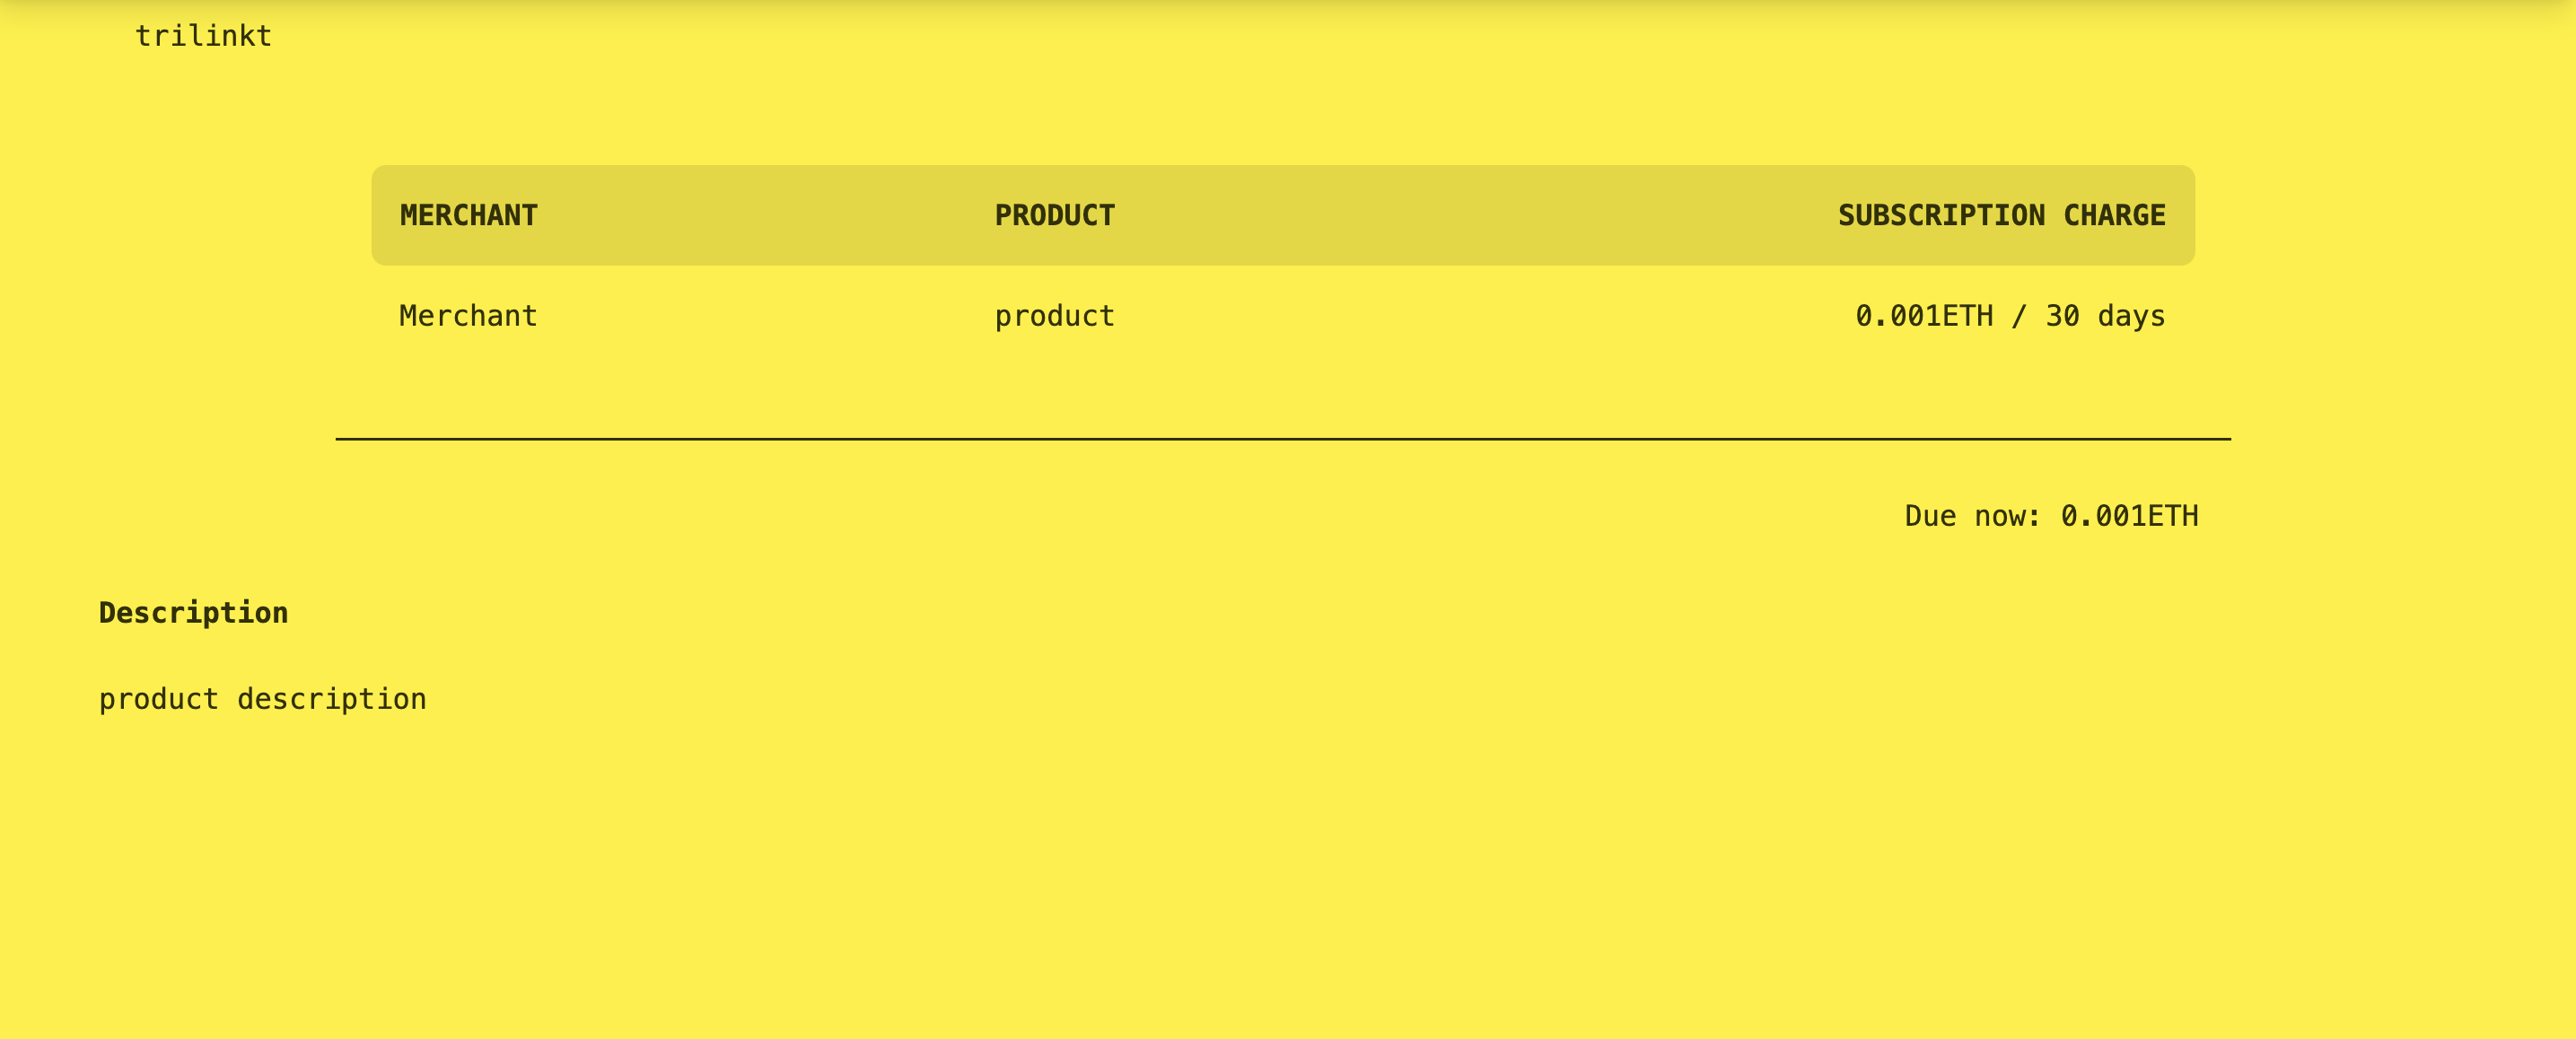 trilinkt
MERCHANT PRODUCT SUBSCRIPTION CHARGE
Merchant product 0.001ETH / 30 days
Due now: 0.001ETH
Description
product description